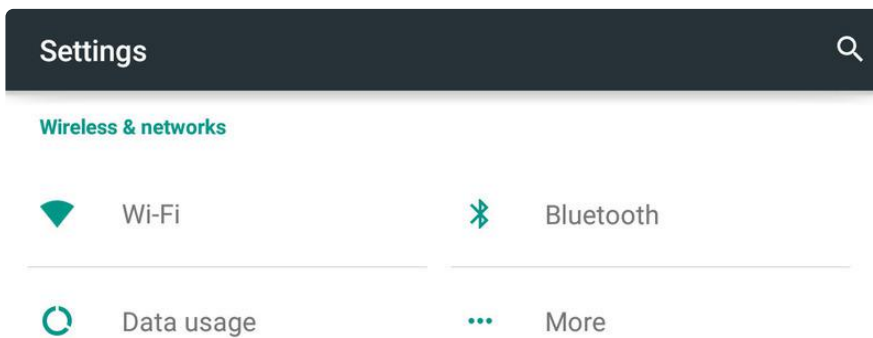 Settings
Wireless & networks
Wi-Fi
Bluetooth
Data usage
More